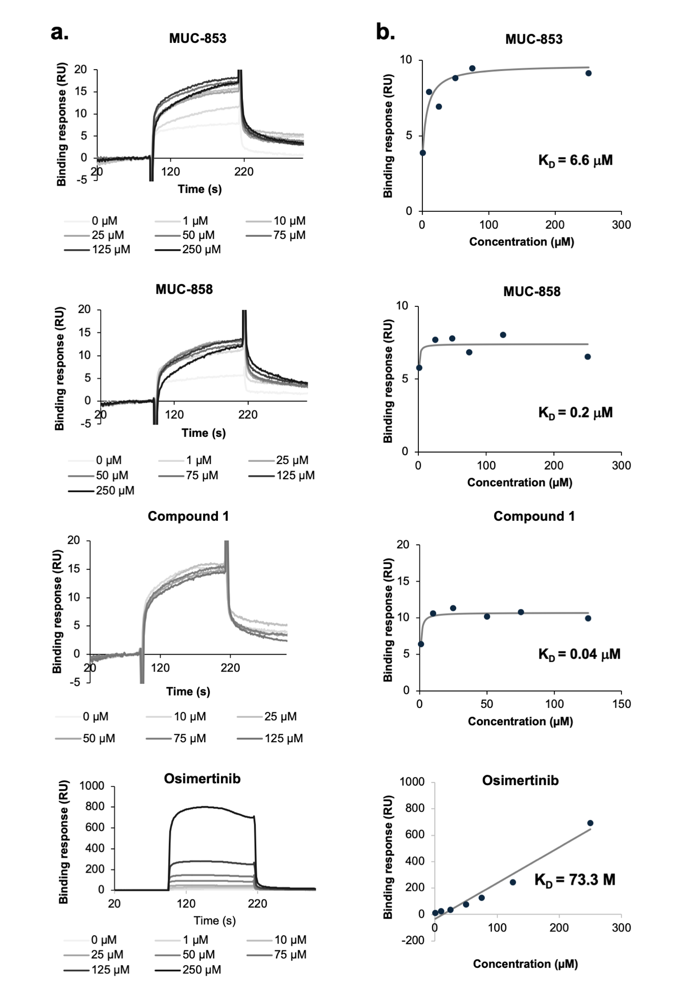 a.
MUC-853
Binding response (RU)
20
15
10
5
0
-5
20 120 220
Time (s)
0 µM 1 µM 10 µM
25 µM 50 µM 75 µM
125 µM 250 µM
MUC-858
Binding response (RU)
20
15
10
5
0
-5
20 120 220
Time (s)
0 µM 1 µM 25 µM
50 µM 75 µM 125 µM
250 µM
Compound 1
Binding response (RU)
20
15
10
5
0
-5
20 120 220
Time (s)
0 µM 10 µM 25 µM
50 µM 75 µM 125 µM
Osimertinib
Binding response (RU)
1000
800
600
400
200
0
20 120 220
Time (s)
0 µM 1 µM 10 µM
25 µM 50 µM 75 µM
125 µM 250 µM
b.
MUC-853
Binding response (RU)
10
5
0
KD = 6.6 µM
0 100 200 300
Concentration (µM)
MUC-858
Binding response (RU)
10
5
0
KD = 0.2 µM
0 100 200 300
Concentration (µM)
Compound 1
Binding response (RU)
20
15
10
5
0
KD = 0.04 µM
0 50 100 150
Concentration (µM)
Osimertinib
Binding response (RU)
1000
800
600
400
200
0
-200
KD = 73.3 M
0 100 200 300
Concentration (µM)